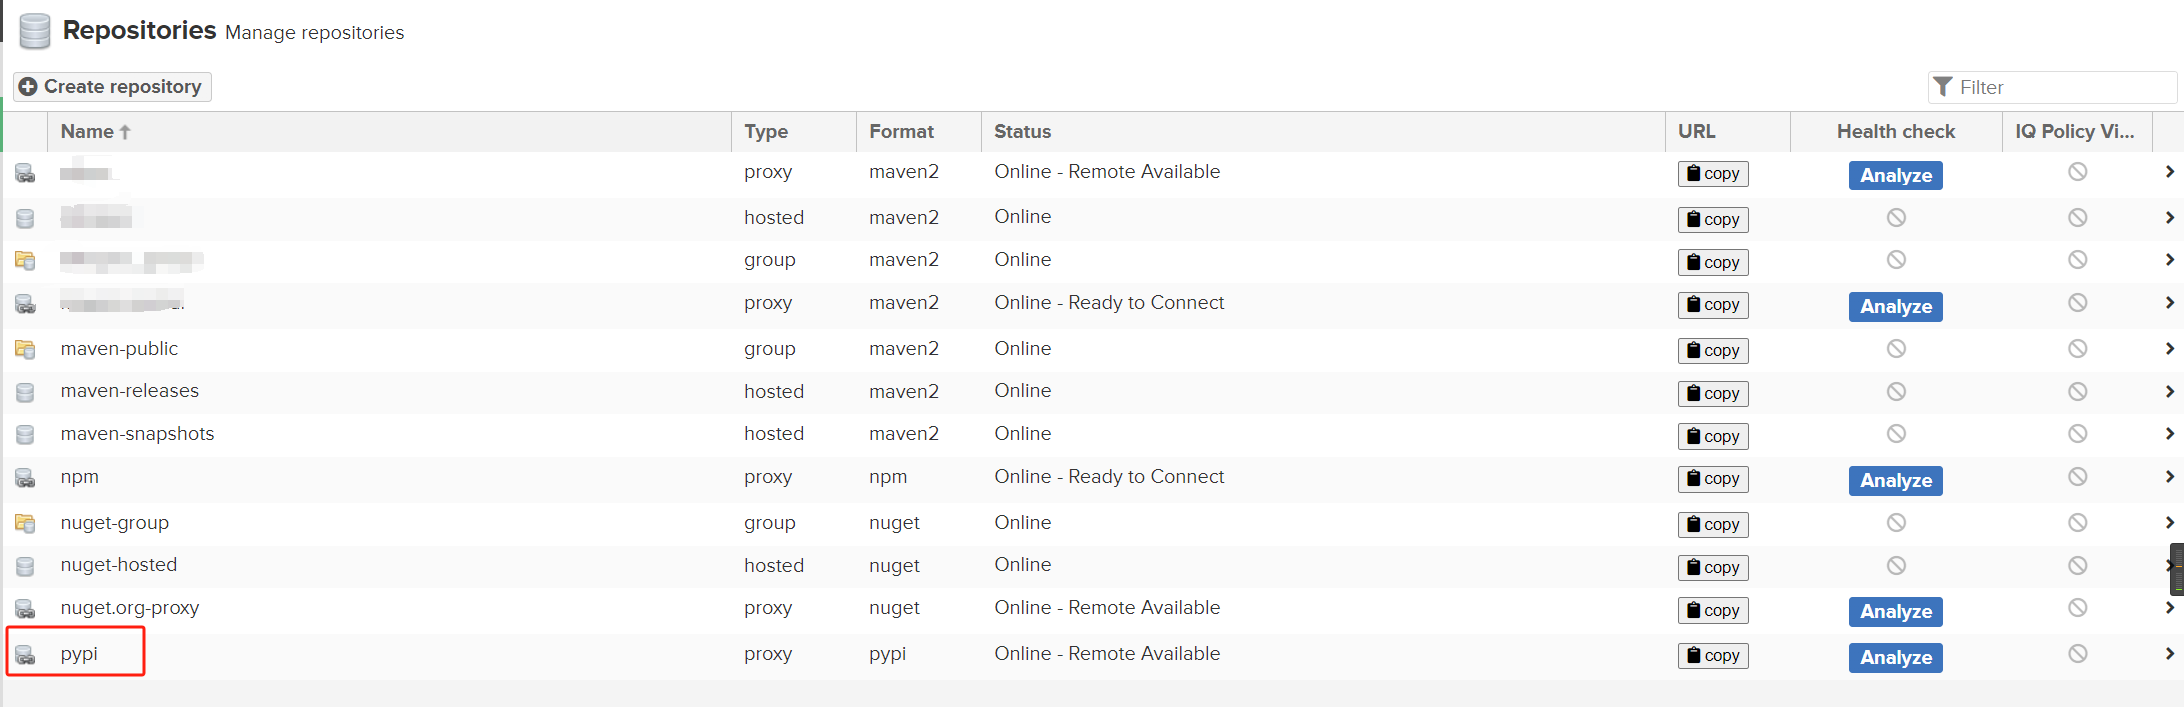 Repositories Manage repositories
Create repository Filter
Name Type Format Status URL Health check IQ Policy Vi...
proxy maven2 Online - Remote Available copy Analyze
hosted maven2 Online copy
group maven2 Online copy
proxy maven2 Online - Ready to Connect copy Analyze
maven-public group maven2 Online copy
maven-releases hosted maven2 Online copy
maven-snapshots hosted maven2 Online copy
npm proxy npm Online - Ready to Connect copy Analyze
nuget-group group nuget Online copy
nuget-hosted hosted nuget Online copy
nuget.org-proxy proxy nuget Online - Remote Available copy Analyze
pypi proxy pypi Online - Remote Available copy Analyze